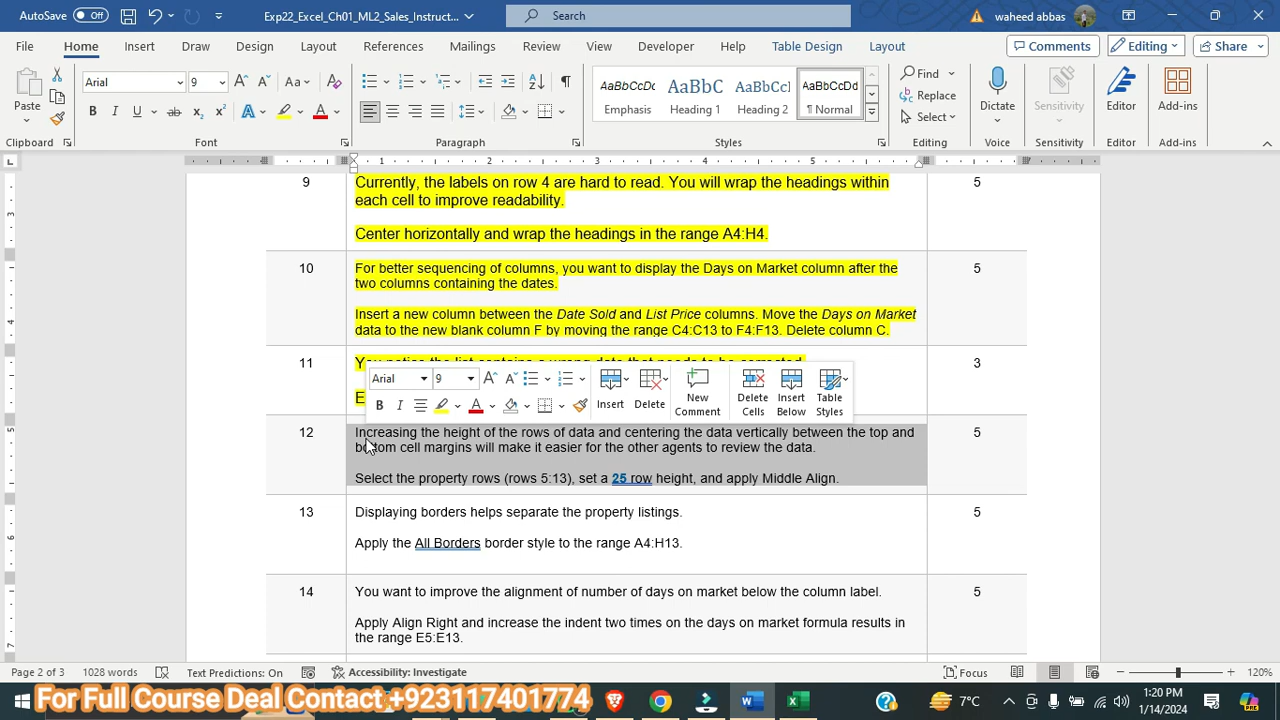 AutoSave Off Exp22_Excel_Ch01_ML2_Sales_Instruct... Search waheed abbas
File Home Insert Draw Design Layout References Mailings Review View Developer Help Table Design Layout Comments Editing Share
Arial 9 Aa
AaBbCcDc AaBbC AaBbCc AaBbCcDd
Emphasis Heading 1 Heading 2 ¶ Normal
Paste Find Replace Select Dictate Sensitivity Editor Add-ins
Clipboard Font Paragraph Styles Editing Voice Sensitivity Editor Add-ins
1 2 3 4 5
9 Currently, the labels on row 4 are hard to read. You will wrap the headings within 5
each cell to improve readability.
Center horizontally and wrap the headings in the range A4:H4.
10 For better sequencing of columns, you want to display the Days on Market column after the 5
two columns containing the dates.
Insert a new column between the Date Sold and List Price columns. Move the Days on Market
data to the new blank column F by moving the range C4:C13 to F4:F13. Delete column C.
11 3
Arial 9
Insert Delete New Comment Delete Cells Insert Below Table Styles
12 Increasing the height of the rows of data and centering the data vertically between the top and 5
bottom cell margins will make it easier for the other agents to review the data.
Select the property rows (rows 5:13), set a 25 row height, and apply Middle Align.
13 Displaying borders helps separate the property listings. 5
Apply the All Borders border style to the range A4:H13.
14 You want to improve the alignment of number of days on market below the column label. 5
Apply Align Right and increase the indent two times on the days on market formula results in
the range E5:E13.
Page 2 of 3 1028 words Text Predictions: On Accessibility: Investigate Focus 120%
For Full Course Deal Contact +923117401774
7°C 1:20 PM
1/14/2024